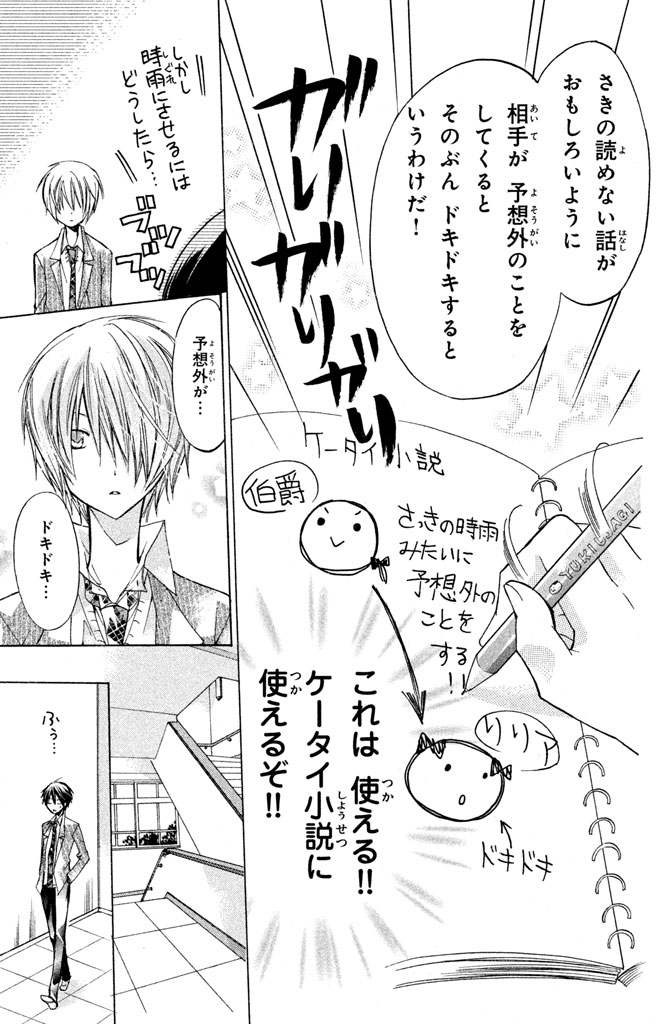 さきの読めない話が
おもしろいように
相手が 予想外のことを
してくると
そのぶん ドキドキすると
いうわけだ！
ガリガリガリ
ケータイ小説
伯爵
さっきの時雨
みたいに
予想外の
ことを
する!!
YUKI USAGI
リリア
ドキドキ
これは 使える!!
ケータイ小説に
使えるぞ!!
しかし
時雨にさせるには
どうしたら…
ブツ
ブツ
予想外が…
ドキドキ…
ふぅ…